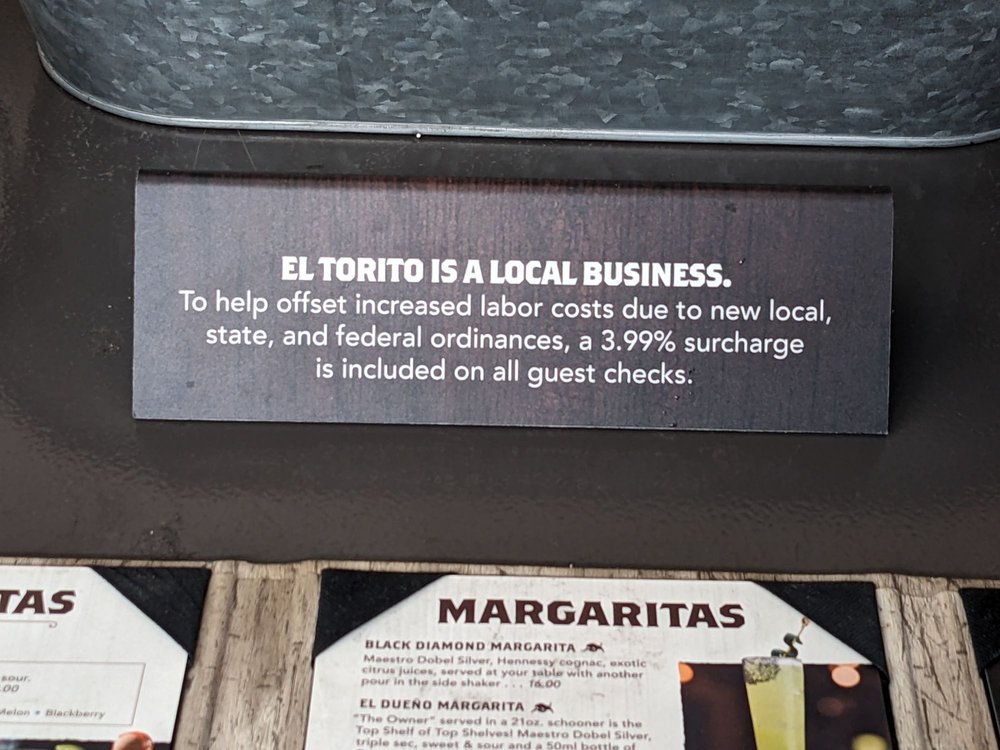 EL TORITO IS A LOCAL BUSINESS.
To help offset increased labor costs due to new local,
state, and federal ordinances, a 3.99% surcharge
is included on all guest checks.
TAS
sour.
.00
Melon • Blackberry
MARGARITAS
BLACK DIAMOND MARGARITA
Maestro Dobel Silver, Hennessy cognac, exotic
citrus juices, served at your table with another
pour in the side shaker . . . 16.00
EL DUEÑO MARGARITA
"The Owner" served in a 21oz. schooner is the
Top Shelf of Top Shelves! Maestro Dobel Silver,
triple sec, sweet & sour and a 50ml bottle of